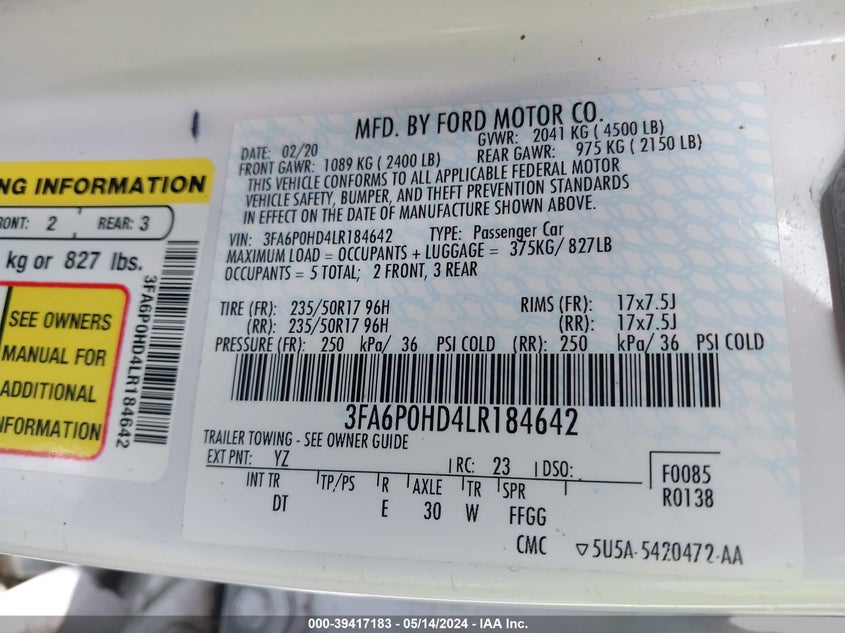 NG INFORMATION
RONT: 2 REAR: 3
kg or 827 lbs.
SEE OWNERS
MANUAL FOR
ADDITIONAL
INFORMATION
3FA6P0HD4LR184642
MFD. BY FORD MOTOR CO.
DATE: 02/20 GVWR: 2041 KG ( 4500 LB)
FRONT GAWR: 1089 KG ( 2400 LB) REAR GAWR: 975 KG ( 2150 LB)
THIS VEHICLE CONFORMS TO ALL APPLICABLE FEDERAL MOTOR
VEHICLE SAFETY, BUMPER, AND THEFT PREVENTION STANDARDS
IN EFFECT ON THE DATE OF MANUFACTURE SHOWN ABOVE.
VIN: 3FA6P0HD4LR184642 TYPE: Passenger Car
MAXIMUM LOAD = OCCUPANTS + LUGGAGE = 375KG/ 827LB
OCCUPANTS = 5 TOTAL; 2 FRONT, 3 REAR
TIRE (FR): 235/50R17 96H RIMS (FR): 17x7.5J
(RR): 235/50R17 96H (RR): 17x7.5J
PRESSURE (FR): 250 kPa/ 36 PSI COLD (RR): 250 kPa/ 36 PSI COLD
3FA6P0HD4LR184642
TRAILER TOWING - SEE OWNER GUIDE
EXT PNT: YZ RC: 23 DSO: F0085
INT TR TP/PS R AXLE TR SPR R0138
DT E 30 W FFGG
CMC ▽5U5A-5420472-AA
000-39417183 - 05/14/2024 - IAA Inc.